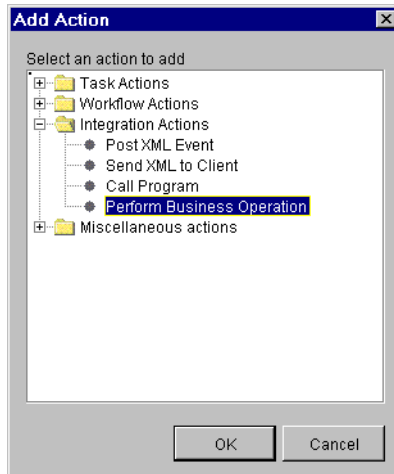 Add Action
Select an action to add
Task Actions
Workflow Actions
Integration Actions
Post XML Event
Send XML to Client
Call Program
Perform Business Operation
Miscellaneous actions
OK Cancel